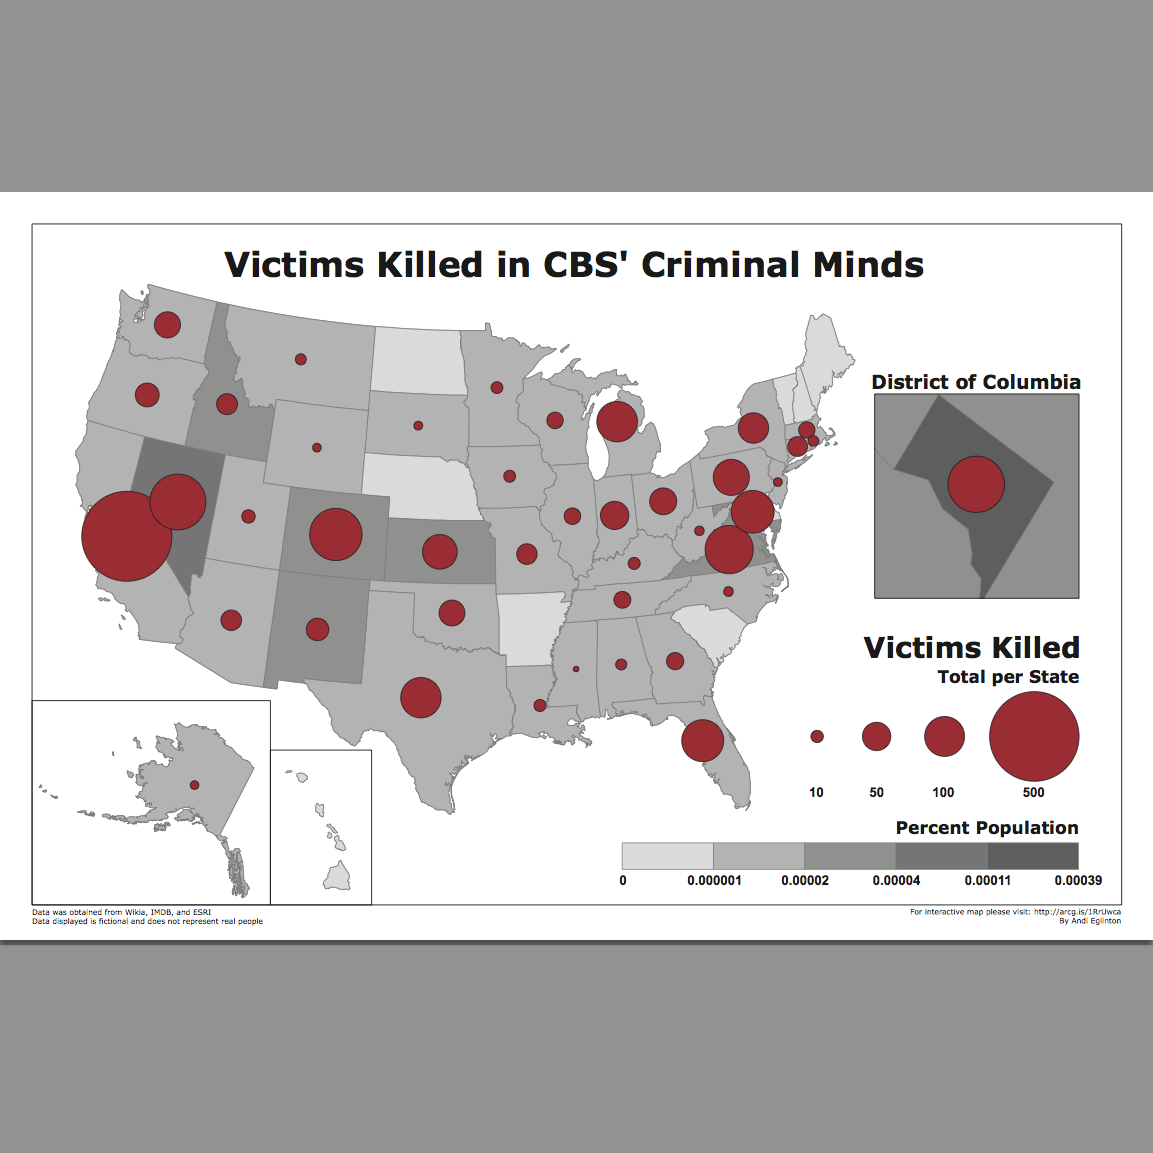 Victims Killed in CBS' Criminal Minds
District of Columbia
Victims Killed
Total per State
10 50 100 500
Percent Population
0 0.000001 0.00002 0.00004 0.00011 0.00039
Data was obtained from Wikia, IMDB, and ESRI
Data displayed is fictional and does not represent real people
For interactive map please visit: http://arcg.is/1RrUwca
By Andi Eglinton